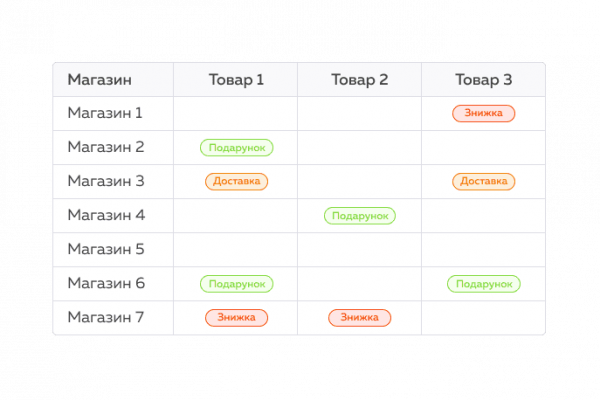 Магазин Товар 1 Товар 2 Товар 3
Магазин 1 Знижка
Магазин 2 Подарунок
Магазин 3 Доставка Доставка
Магазин 4 Подарунок
Магазин 5
Магазин 6 Подарунок Подарунок
Магазин 7 Знижка Знижка